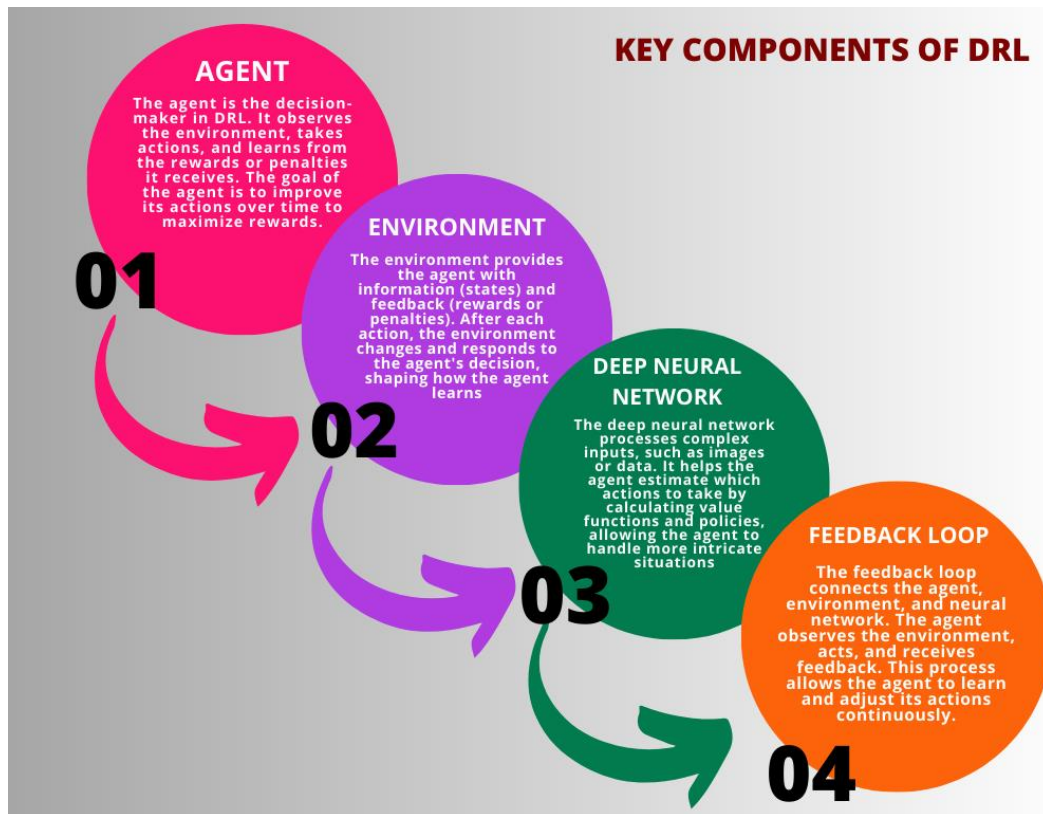 KEY COMPONENTS OF DRL
AGENT
The agent is the decision-
maker in DRL. It observes
the environment, takes
actions, and learns from
the rewards or penalties
it receives. The goal of
the agent is to improve
its actions over time to
maximize rewards.
01
ENVIRONMENT
The environment provides
the agent with
information (states) and
feedback (rewards or
penalties). After each
action, the environment
changes and responds to
the agent's decision,
shaping how the agent
learns
02
DEEP NEURAL
NETWORK
The deep neural network
processes complex
inputs, such as images
or data. It helps the
agent estimate which
actions to take by
calculating value
functions and policies,
allowing the agent to
handle more intricate
situations
03
FEEDBACK LOOP
The feedback loop
connects the agent,
environment, and neural
network. The agent
observes the environment,
acts, and receives
feedback. This process
allows the agent to learn
and adjust its actions
continuously.
04